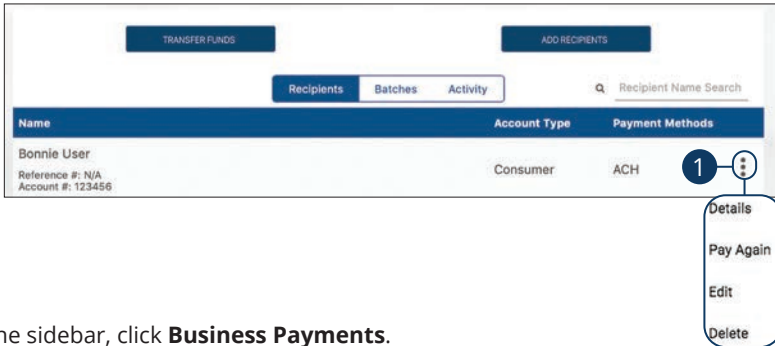 TRANSFER FUNDS ADD RECIPIENTS
Recipients Batches Activity Recipient Name Search
Name Account Type Payment Methods
Bonnie User
Reference #: N/A
Account #: 123456
Consumer ACH 1
Details
Pay Again
Edit
Delete
sidebar, click Business Payments.